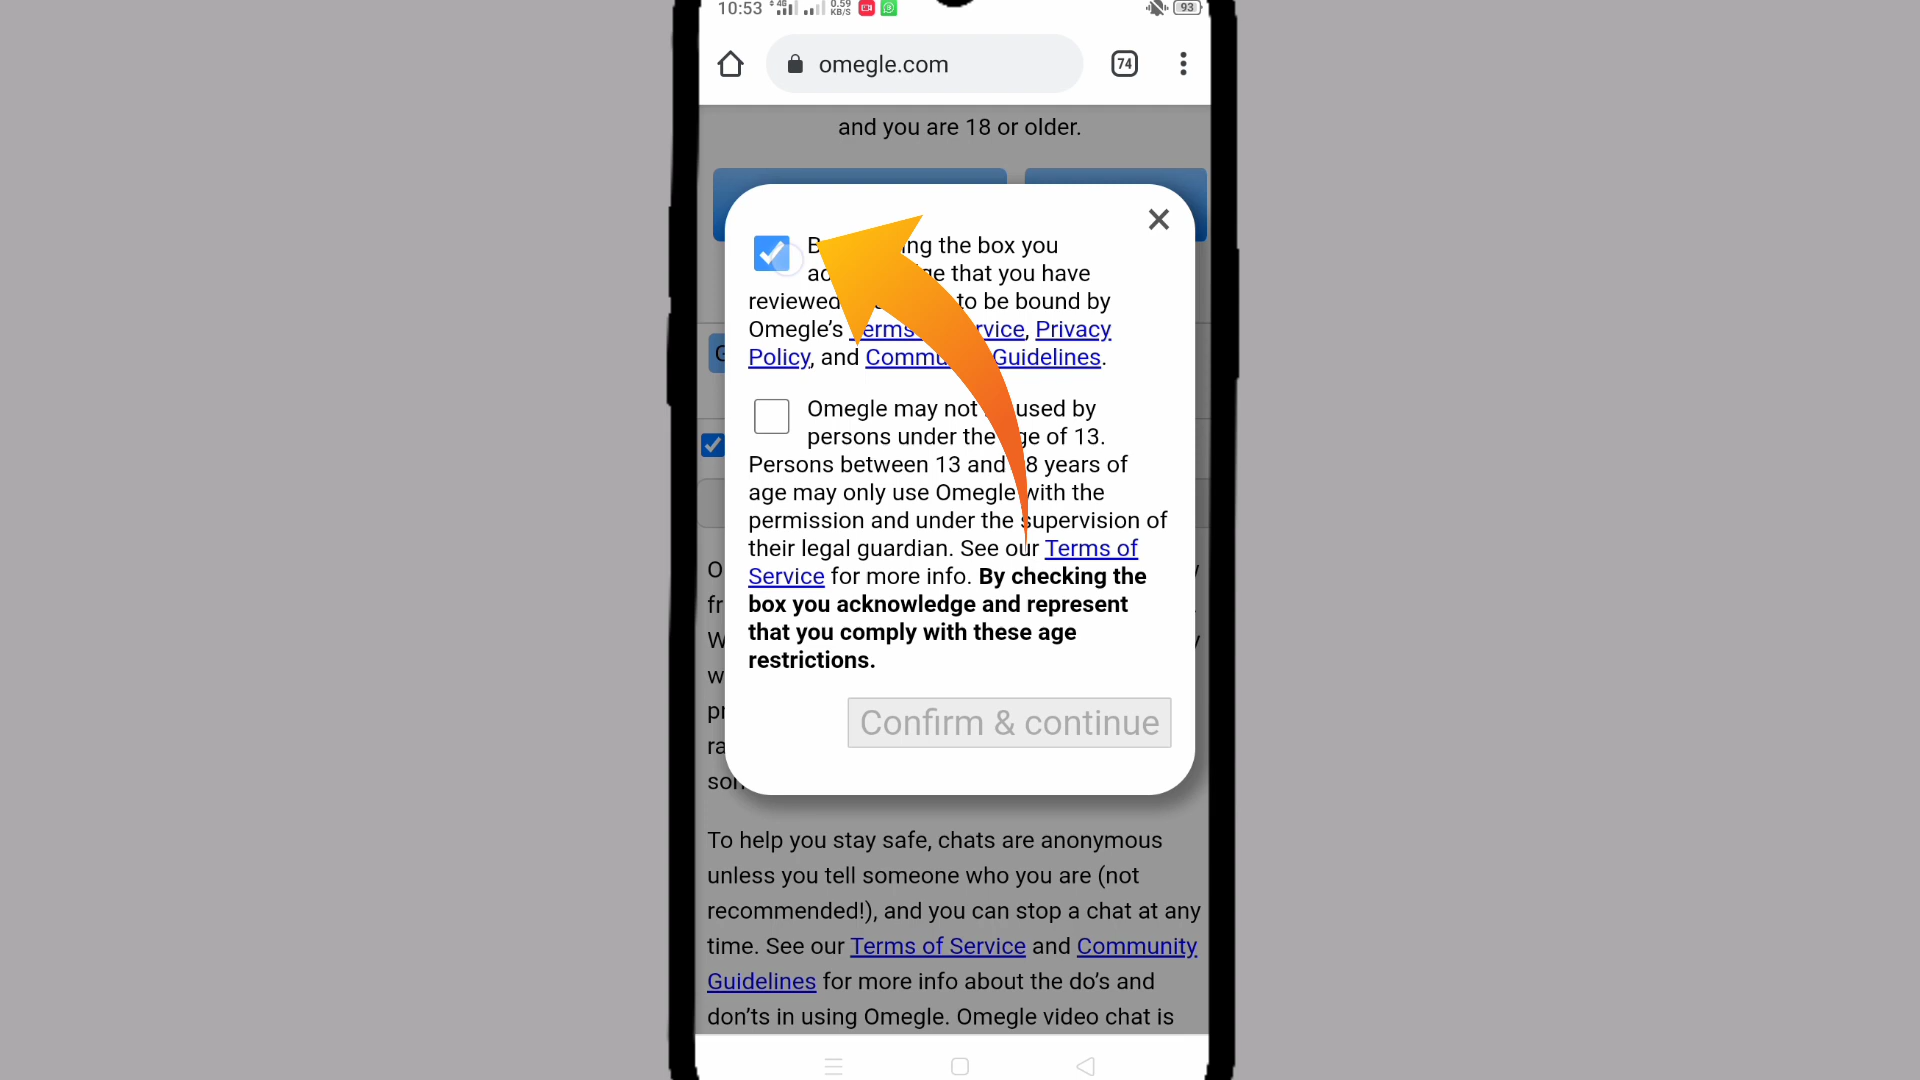 10:53 4G 0.59 KB/S 93
omegle.com 74
and you are 18 or older.
ng the box you
that you have
reviewed to be bound by
Omegle’s Privacy
Policy, and Guidelines.
Omegle may not used by
persons under the of 13.
Persons between 13 and years of
age may only use Omegle with the
permission and under the supervision of
their legal guardian. See our Terms of
Service for more info. By checking the
box you acknowledge and represent
that you comply with these age
restrictions.
Confirm & continue
To help you stay safe, chats are anonymous
unless you tell someone who you are (not
recommended!), and you can stop a chat at any
time. See our Terms of Service and Community
Guidelines for more info about the do’s and
don’ts in using Omegle. Omegle video chat is